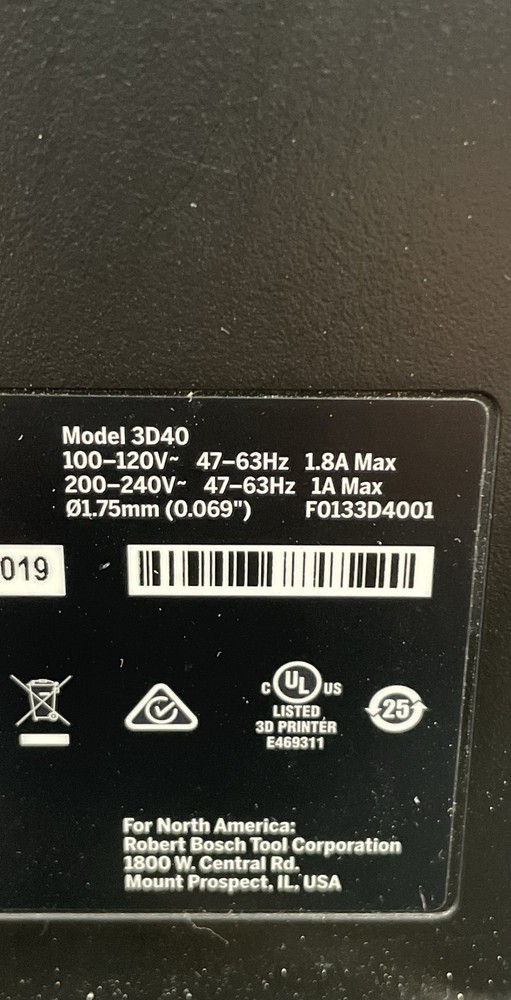 Model 3D40
100–120V~ 47–63Hz 1.8A Max
200–240V~ 47–63Hz 1A Max
Ø1.75mm (0.069") F0133D4001
019
C UL US
LISTED
3D PRINTER
E469311
25
For North America:
Robert Bosch Tool Corporation
1800 W. Central Rd.
Mount Prospect, IL, USA